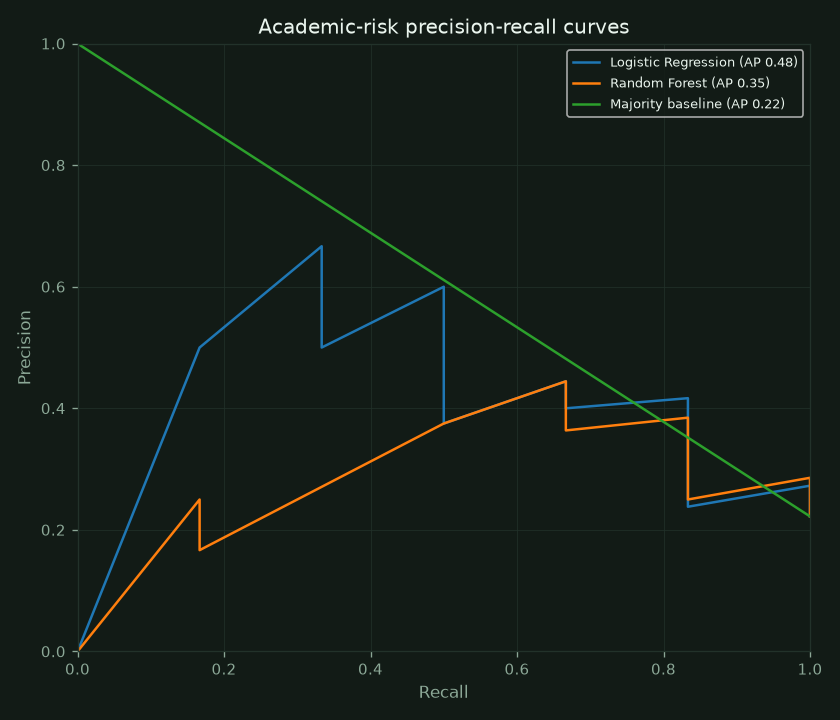 Academic-risk precision-recall curves
Logistic Regression (AP 0.48)
Random Forest (AP 0.35)
Majority baseline (AP 0.22)
Precision
1.0
0.8
0.6
0.4
0.2
0.0
0.0 0.2 0.4 0.6 0.8 1.0
Recall